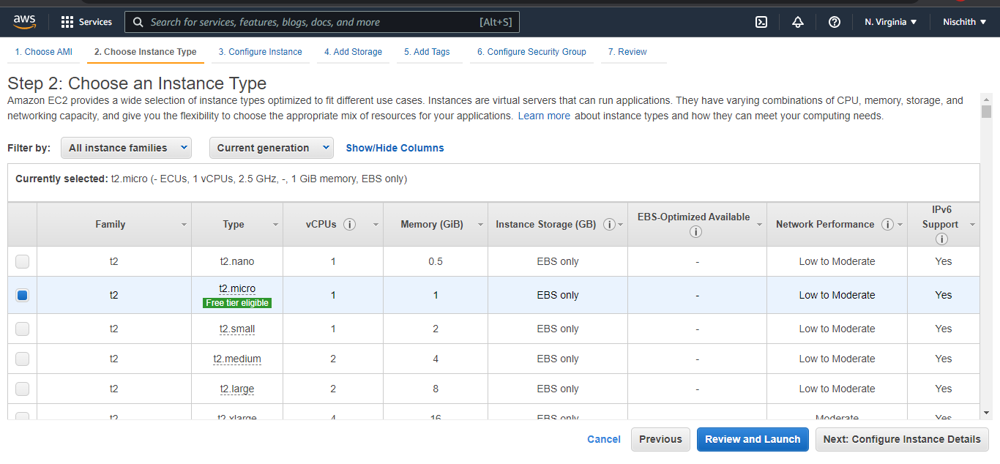 aws
Services
Search for services, features, blogs, docs, and more
[Alt+S]
N. Virginia ▼
Nischith ▼
1. Choose AMI
2. Choose Instance Type
3. Configure Instance
4. Add Storage
5. Add Tags
6. Configure Security Group
7. Review
Step 2: Choose an Instance Type
Amazon EC2 provides a wide selection of instance types optimized to fit different use cases. Instances are virtual servers that can run applications. They have varying combinations of CPU, memory, storage, and
networking capacity, and give you the flexibility to choose the appropriate mix of resources for your applications. Learn more about instance types and how they can meet your computing needs.
Filter by: All instance families Current generation Show/Hide Columns
Currently selected: t2.micro (- ECUs, 1 vCPUs, 2.5 GHz, -, 1 GiB memory, EBS only)
Family Type vCPUs Memory (GiB) Instance Storage (GB) EBS-Optimized Available Network Performance IPv6 Support
t2 t2.nano 1 0.5 EBS only - Low to Moderate Yes
t2 t2.micro 1 1 EBS only - Low to Moderate Yes
Free tier eligible
t2 t2.small 1 2 EBS only - Low to Moderate Yes
t2 t2.medium 2 4 EBS only - Low to Moderate Yes
t2 t2.large 2 8 EBS only - Low to Moderate Yes
t2 t2.xlarge 4 16 EBS only Moderate Yes
Cancel Previous Review and Launch Next: Configure Instance Details